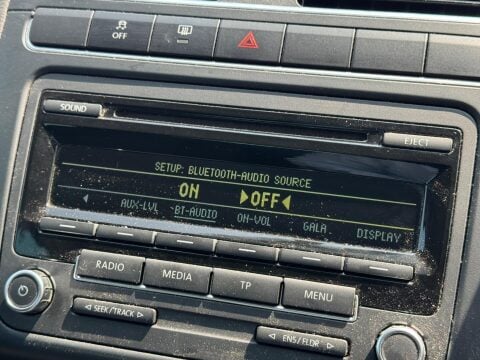 OFF
SOUND
EJECT
SETUP: BLUETOOTH-AUDIO SOURCE
ON ▶OFF◀
◀ AUX-LVL BT-AUDIO ON-VOL GALA DISPLAY
RADIO MEDIA TP MENU
◁ SEEK/TRACK ▷
◁ ENS/FLDR ▷